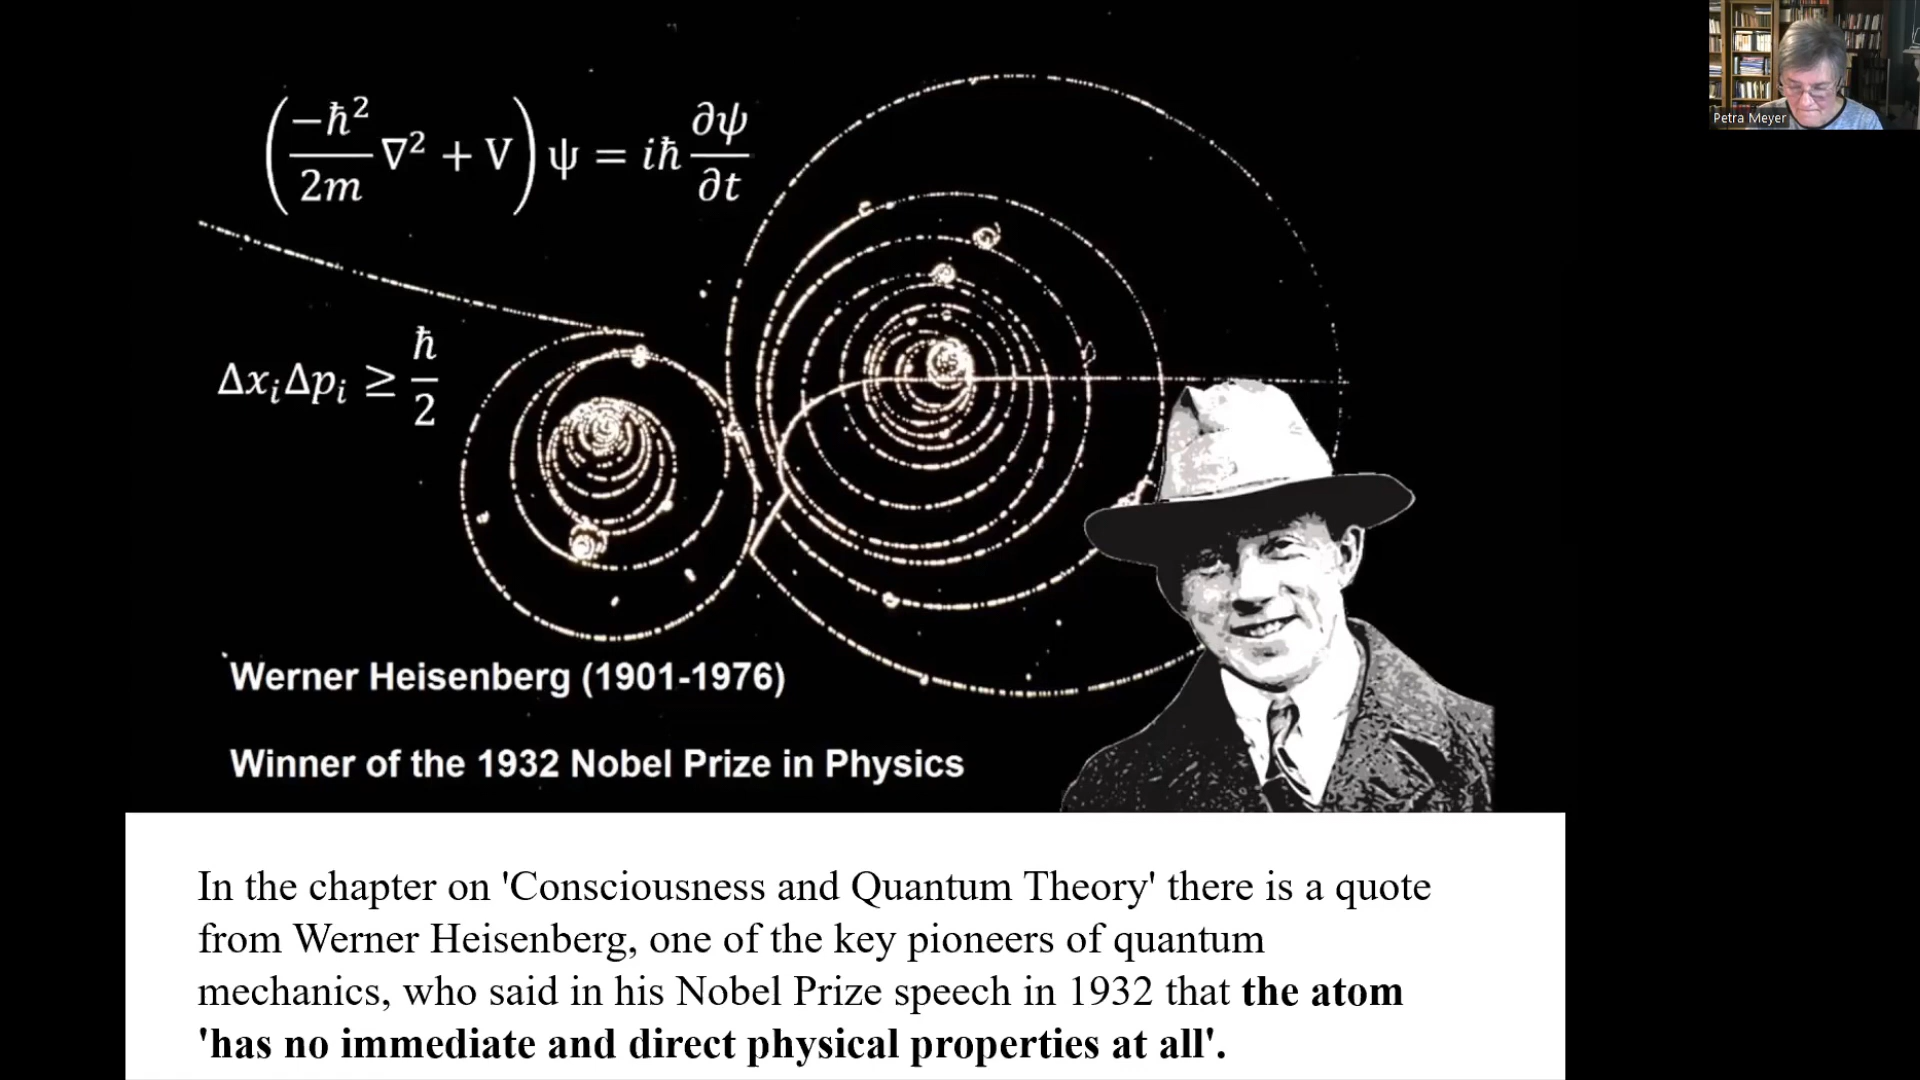 Petra Meyer
(−ħ²/2m ∇² + V) ψ = iħ ∂ψ/∂t
Δxᵢ Δpᵢ ≥ ħ/2
Werner Heisenberg (1901-1976)
Winner of the 1932 Nobel Prize in Physics
In the chapter on 'Consciousness and Quantum Theory' there is a quote
from Werner Heisenberg, one of the key pioneers of quantum
mechanics, who said in his Nobel Prize speech in 1932 that the atom
'has no immediate and direct physical properties at all'.